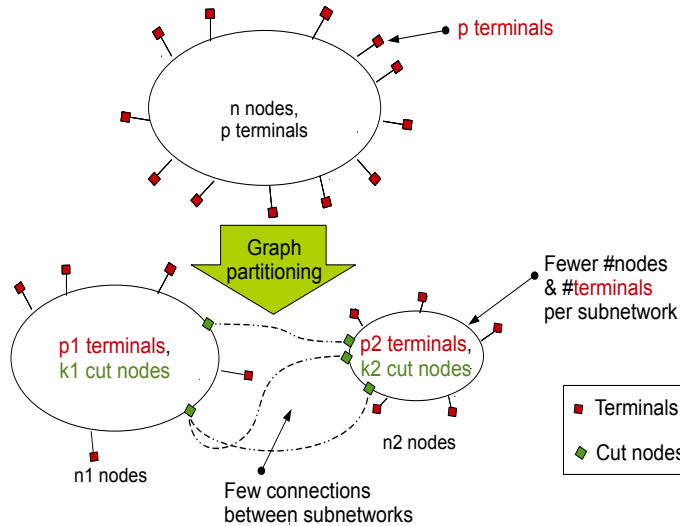 p terminals
n nodes,
p terminals
Graph
partitioning
Fewer #nodes
& #terminals
per subnetwork
p1 terminals,
k1 cut nodes
p2 terminals,
k2 cut nodes
Terminals
Cut nodes
n1 nodes
n2 nodes
Few connections
between subnetworks